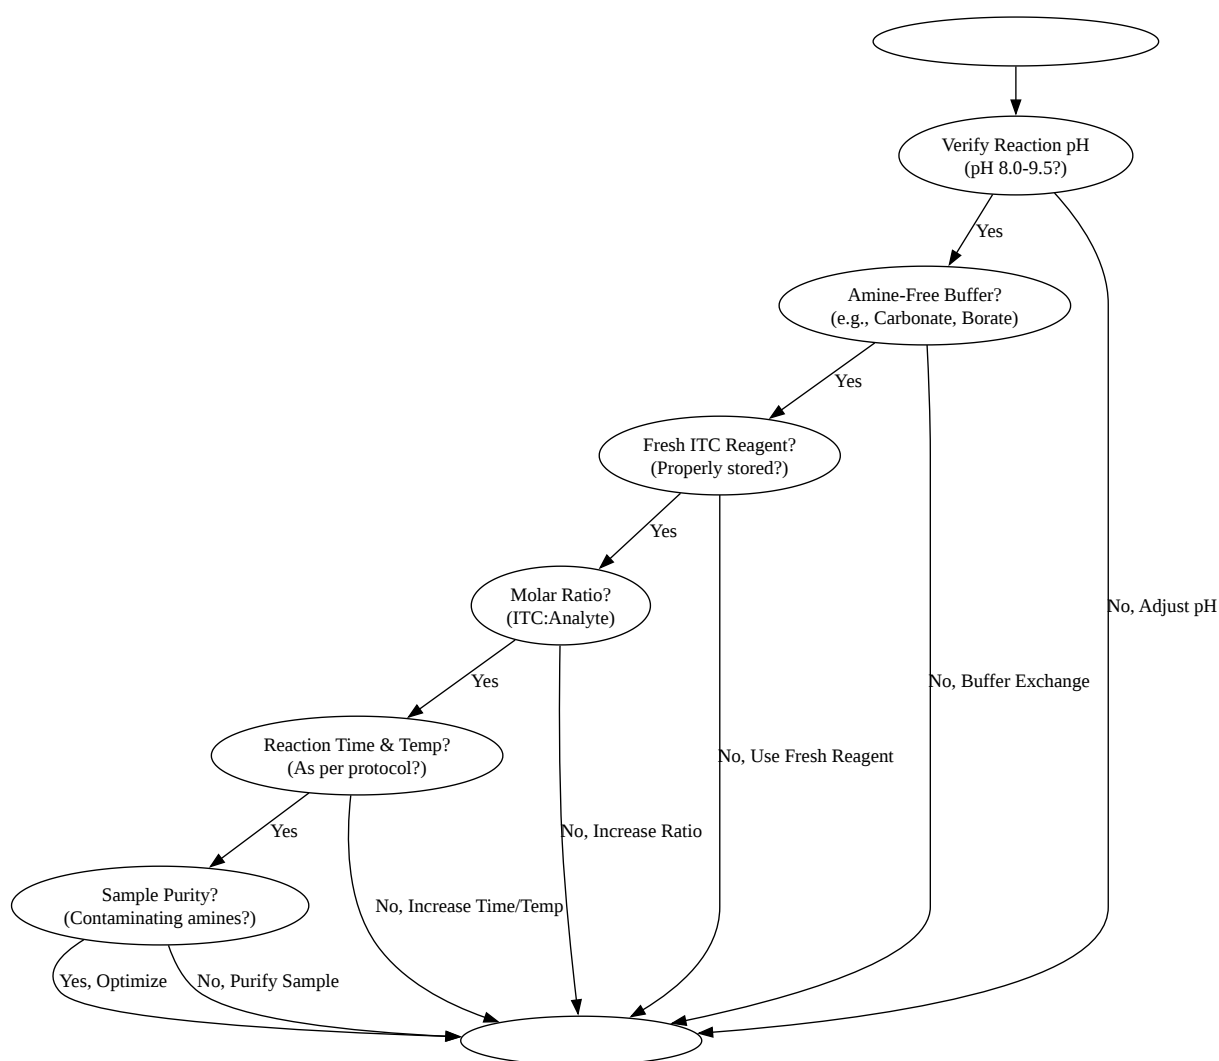 Verify Reaction pH
(pH 8.0-9.5?)
Yes
Amine-Free Buffer?
(e.g., Carbonate, Borate)
Yes
Fresh ITC Reagent?
(Properly stored?)
Yes
Molar Ratio?
(ITC:Analyte)
No, Adjust pH
Yes
No, Buffer Exchange
Reaction Time & Temp?
(As per protocol?)
No, Use Fresh Reagent
Yes
No, Increase Ratio
Sample Purity?
(Contaminating amines?)
No, Increase Time/Temp
Yes, Optimize
No, Purify Sample